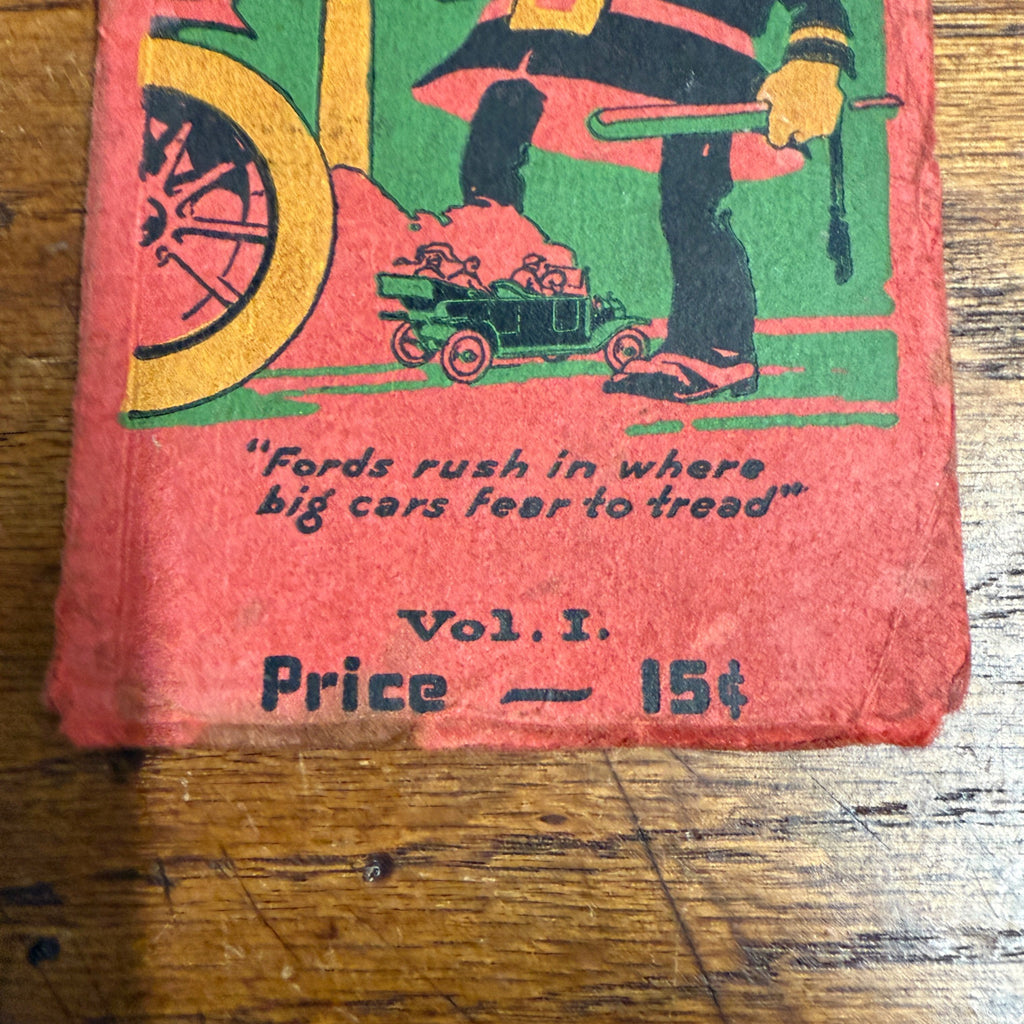 “Fords rush in where
big cars fear to tread”
Vol. I.
Price — 15¢